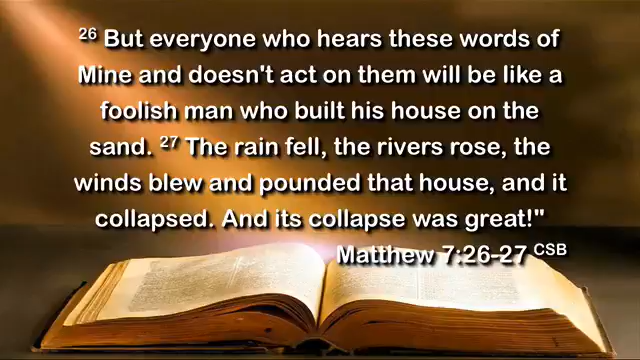 26 But everyone who hears these words of
Mine and doesn't act on them will be like a
foolish man who built his house on the
sand. 27 The rain fell, the rivers rose, the
winds blew and pounded that house, and it
collapsed. And its collapse was great!"
Matthew 7:26-27 CSB